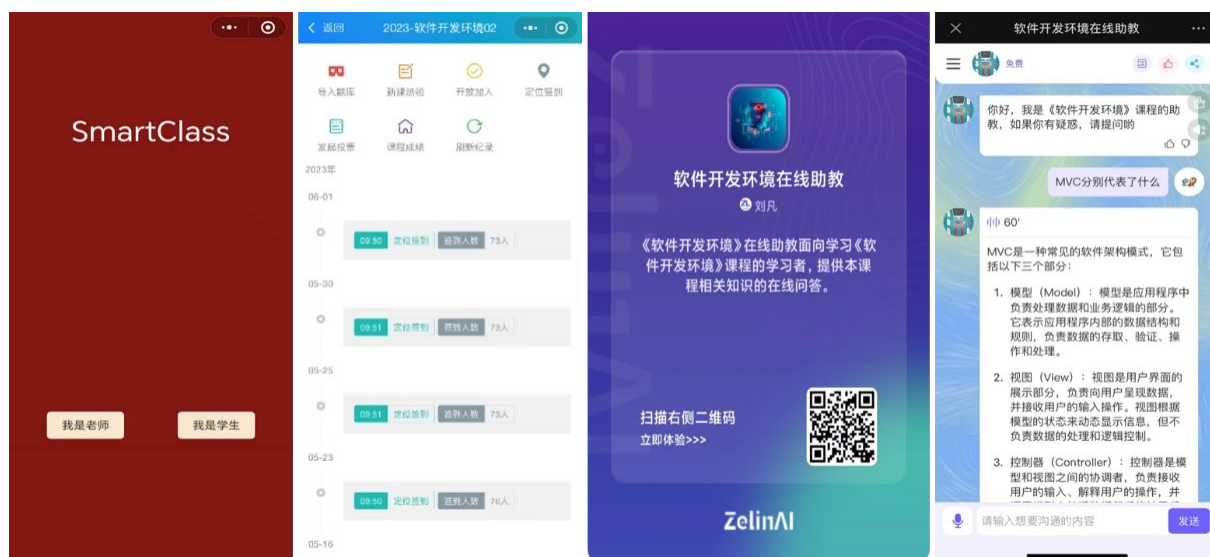 SmartClass
我是老师
我是学生
返回
2023-软件开发环境02
导入题库
新建测验
开放加入
定位签到
发起投票
课程成绩
刷新纪录
2023年
06-01
09:50 定位签到 签到人数 73人
05-30
09:51 定位签到 签到人数 73人
05-25
09:51 定位签到 签到人数 73人
05-23
09:50 定位签到 签到人数 76人
05-16
软件开发环境在线助教
刘凡
《软件开发环境》在线助教面向学习《软
件开发环境》课程的学习者，提供本课
程相关知识的在线问答。
扫描右侧二维码
立即体验>>>
ZelinAI
软件开发环境在线助教
免费
你好，我是《软件开发环境》课程的助
教，如果你有疑惑，请提问哟
MVC分别代表了什么
60'
MVC是一种常见的软件架构模式，它包
括以下三个部分：
1. 模型（Model）：模型是应用程序中
负责处理数据和业务逻辑的部分。
它表示应用程序内部的数据结构和
规则，负责数据的存取、验证、操
作和处理。
2. 视图（View）：视图是用户界面的
展示部分，负责向用户呈现数据，
并接收用户的输入操作。视图根据
模型的状态来动态显示信息，但不
负责数据的处理和逻辑控制。
3. 控制器（Controller）：控制器是模
型和视图之间的协调者，负责接收
用户的输入、解释用户的操作，并
请输入想要沟通的内容
发送